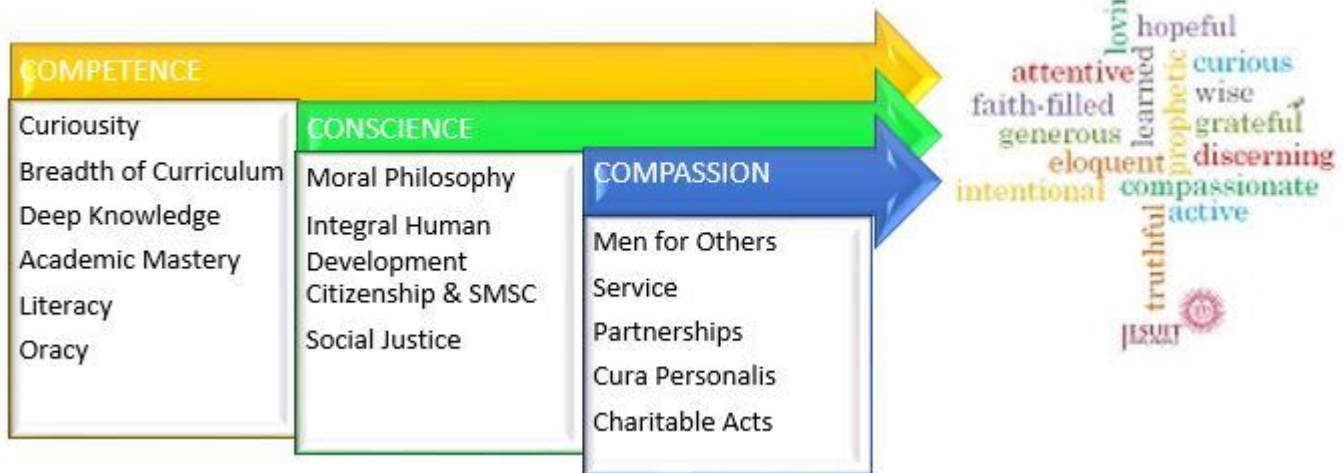 COMPETENCE
Curiousity
Breadth of Curriculum
Deep Knowledge
Academic Mastery
Literacy
Oracy
CONSCIENCE
Moral Philosophy
Integral Human
Development
Citizenship & SMSC
Social Justice
COMPASSION
Men for Others
Service
Partnerships
Cura Personalis
Charitable Acts
hopeful
attentive
learned
prophetic
curious
faith-filled
wise
generous
grateful
eloquent
discerning
intentional
compassionate
active
truthful
JESUIT